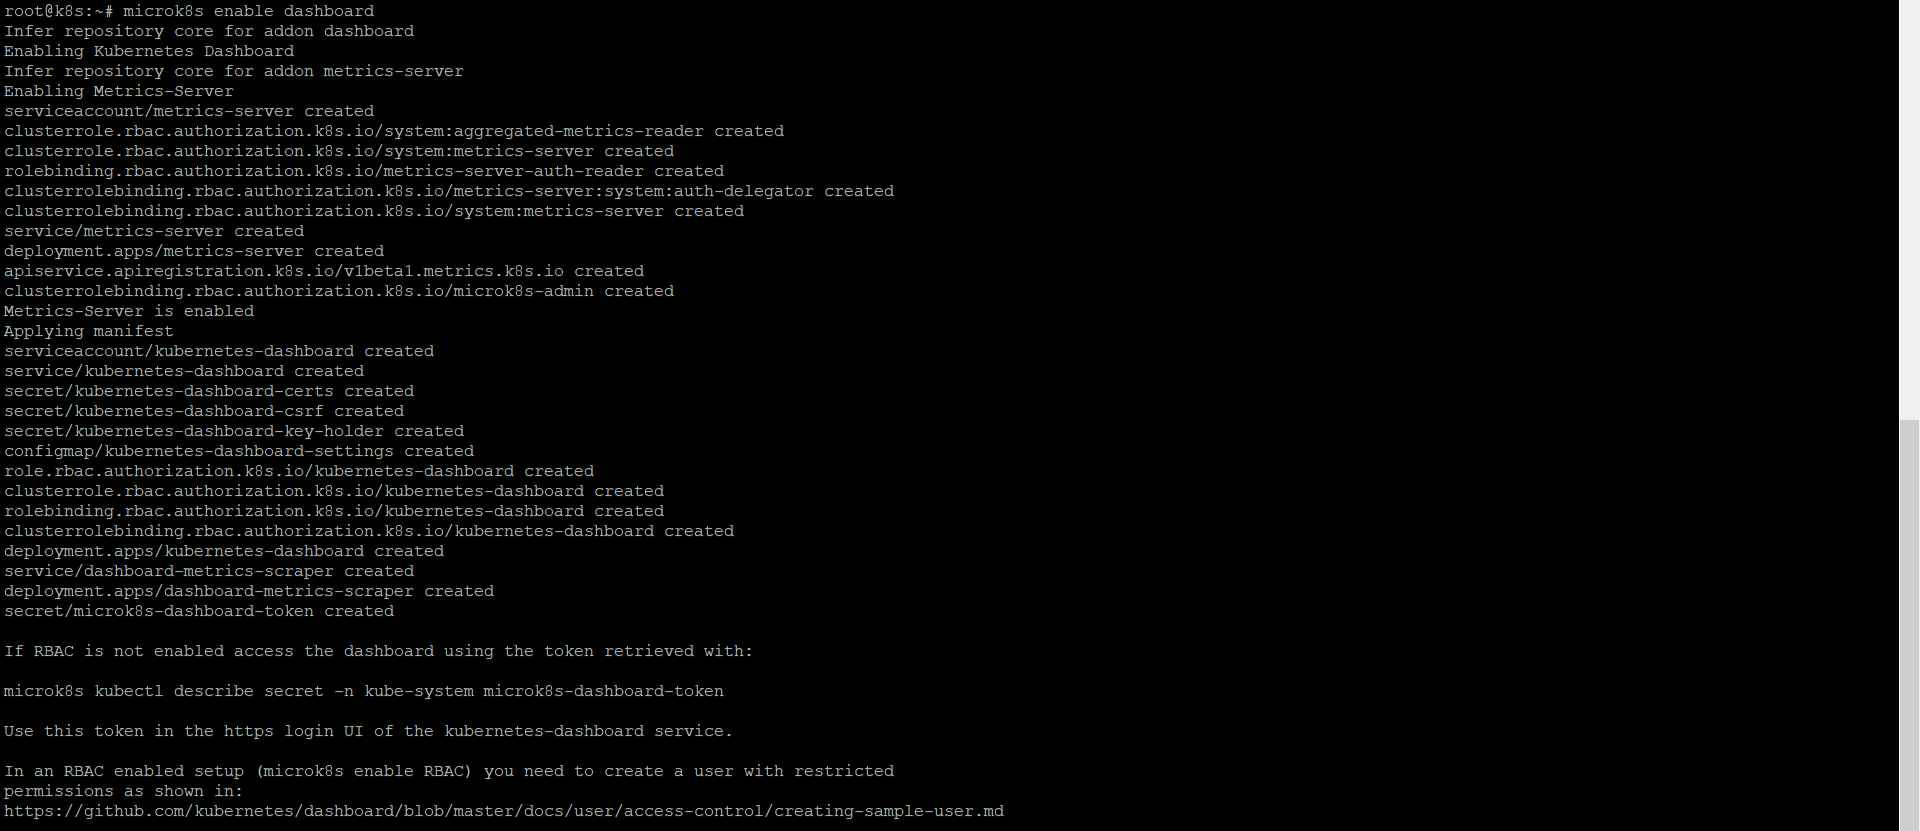 root@k8s:~# microk8s enable dashboard
Infer repository core for addon dashboard
Enabling Kubernetes Dashboard
Infer repository core for addon metrics-server
Enabling Metrics-Server
serviceaccount/metrics-server created
clusterrole.rbac.authorization.k8s.io/system:aggregated-metrics-reader created
clusterrole.rbac.authorization.k8s.io/system:metrics-server created
rolebinding.rbac.authorization.k8s.io/metrics-server-auth-reader created
clusterrolebinding.rbac.authorization.k8s.io/metrics-server:system:auth-delegator created
clusterrolebinding.rbac.authorization.k8s.io/system:metrics-server created
service/metrics-server created
deployment.apps/metrics-server created
apiservice.apiregistration.k8s.io/v1beta1.metrics.k8s.io created
clusterrolebinding.rbac.authorization.k8s.io/microk8s-admin created
Metrics-Server is enabled
Applying manifest
serviceaccount/kubernetes-dashboard created
service/kubernetes-dashboard created
secret/kubernetes-dashboard-certs created
secret/kubernetes-dashboard-csrf created
secret/kubernetes-dashboard-key-holder created
configmap/kubernetes-dashboard-settings created
role.rbac.authorization.k8s.io/kubernetes-dashboard created
clusterrole.rbac.authorization.k8s.io/kubernetes-dashboard created
rolebinding.rbac.authorization.k8s.io/kubernetes-dashboard created
clusterrolebinding.rbac.authorization.k8s.io/kubernetes-dashboard created
deployment.apps/kubernetes-dashboard created
service/dashboard-metrics-scraper created
deployment.apps/dashboard-metrics-scraper created
secret/microk8s-dashboard-token created

If RBAC is not enabled access the dashboard using the token retrieved with:

microk8s kubectl describe secret -n kube-system microk8s-dashboard-token

Use this token in the https login UI of the kubernetes-dashboard service.

In an RBAC enabled setup (microk8s enable RBAC) you need to create a user with restricted
permissions as shown in:
https://github.com/kubernetes/dashboard/blob/master/docs/user/access-control/creating-sample-user.md